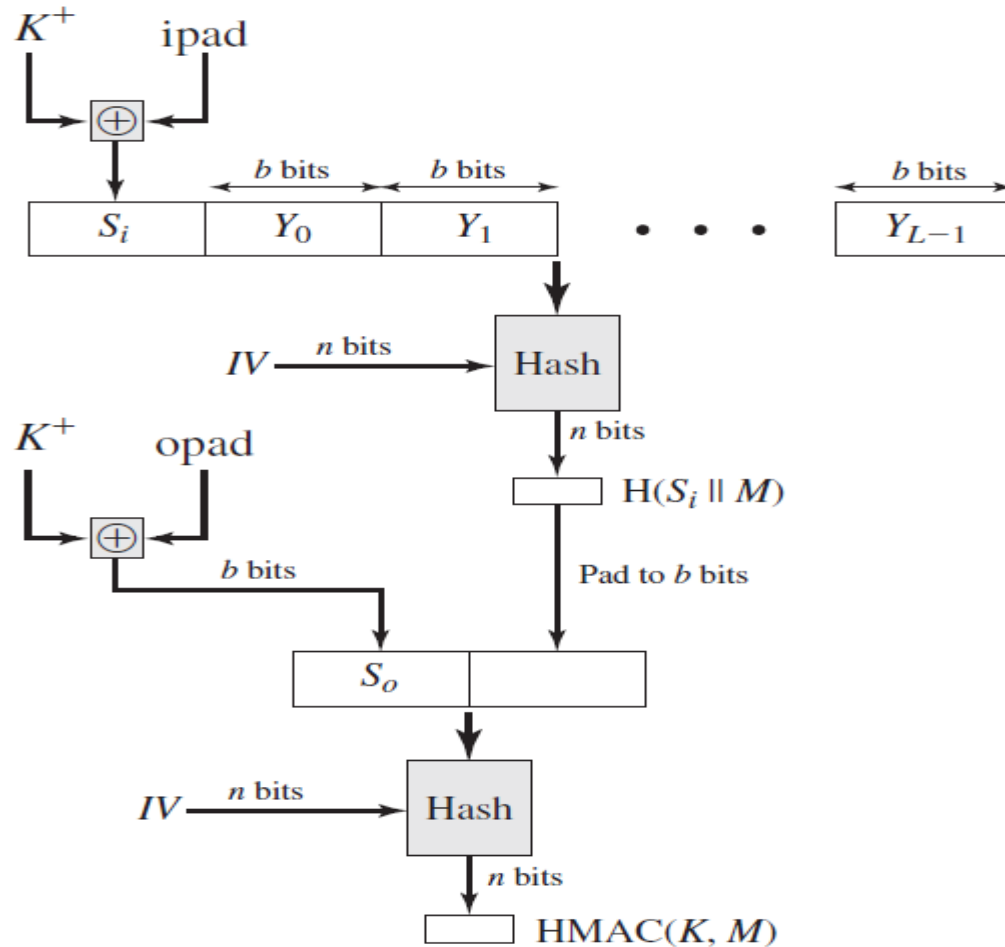 K⁺ ipad
⊕
b bits b bits b bits
Sᵢ Y₀ Y₁ • • • Y_{L−1}
IV n bits Hash
n bits
K⁺ opad
H(Sᵢ || M)
⊕
b bits Pad to b bits
Sₒ
IV n bits Hash
n bits
HMAC(K, M)